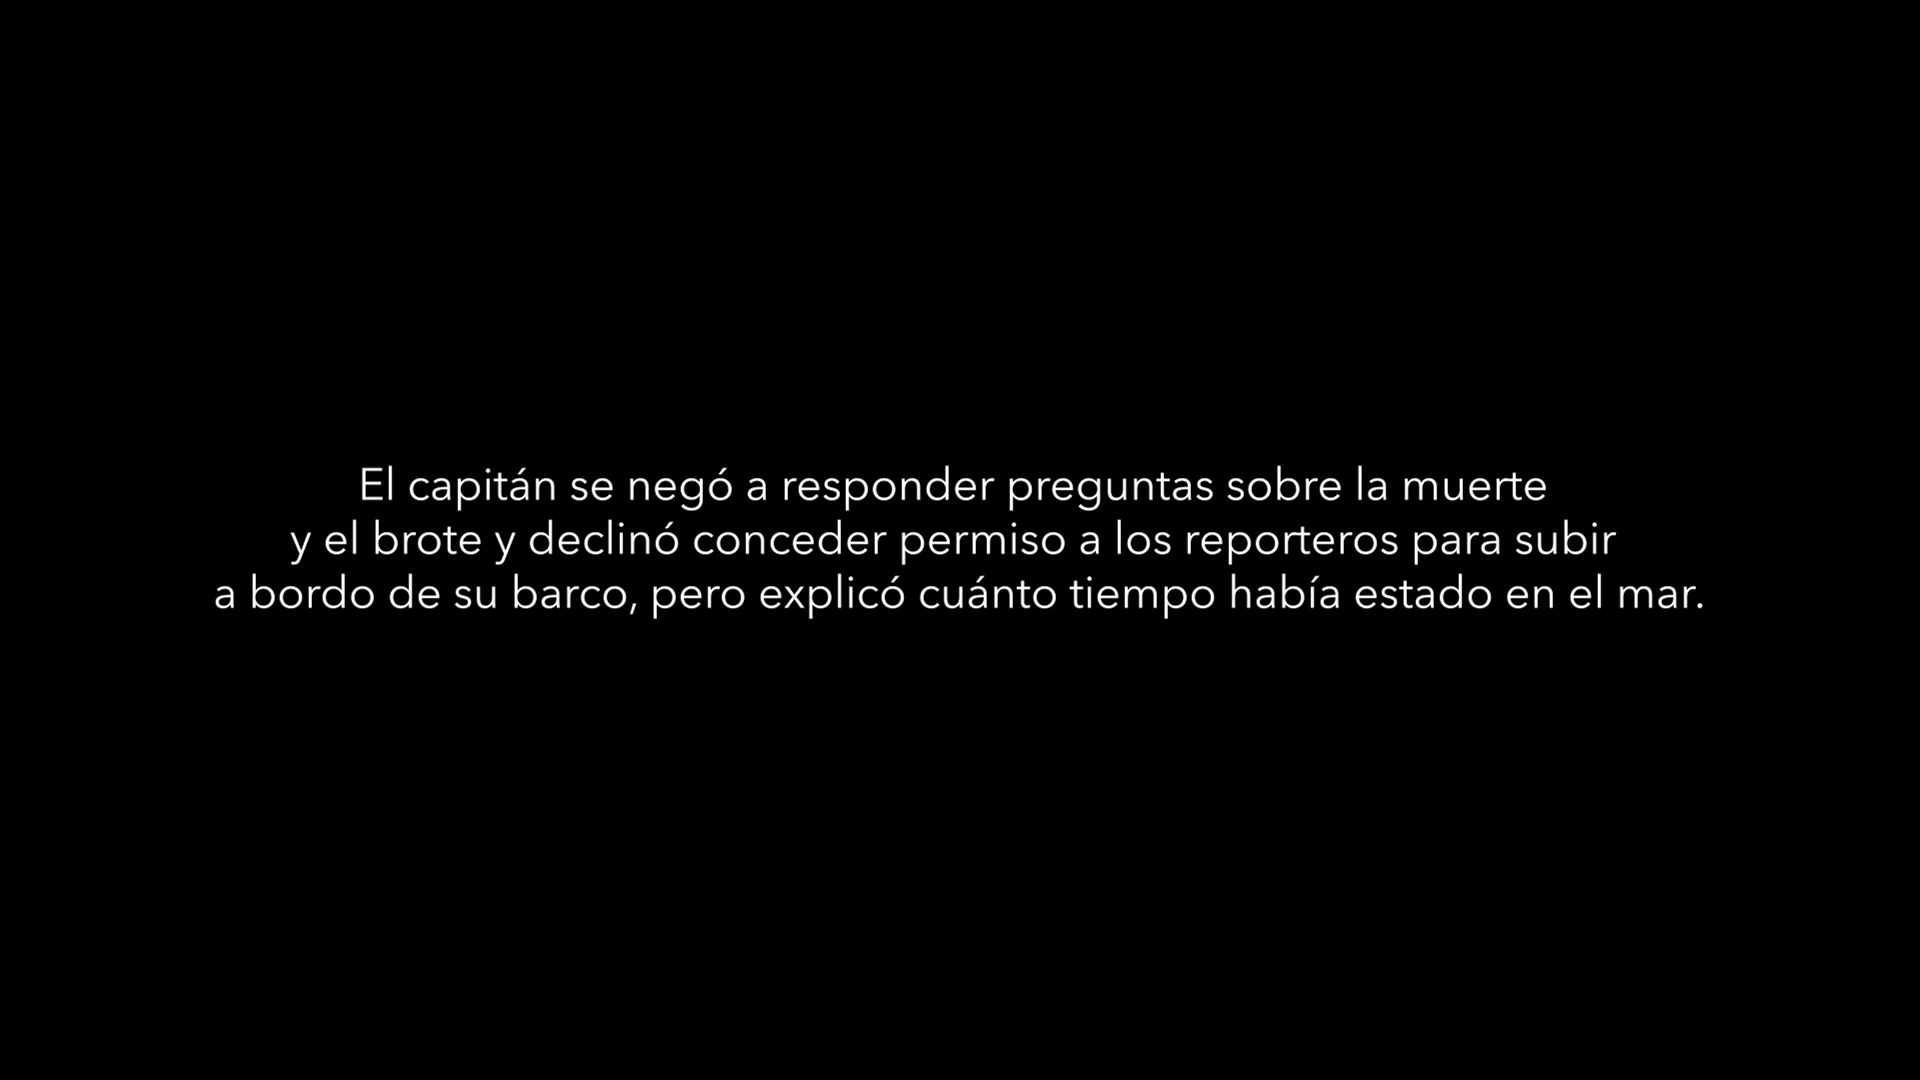 El capitán se negó a responder preguntas sobre la muerte
y el brote y declinó conceder permiso a los reporteros para subir
a bordo de su barco, pero explicó cuánto tiempo había estado en el mar.